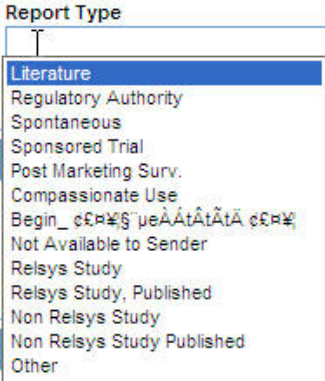 Report Type
Literature
Regulatory Authority
Spontaneous
Sponsored Trial
Post Marketing Surv.
Compassionate Use
Begin_ ¢£¤¥¦§¨µeÀÁtÂtÃtÄ ¢£¤¥¦
Not Available to Sender
Relsys Study
Relsys Study, Published
Non Relsys Study
Non Relsys Study Published
Other